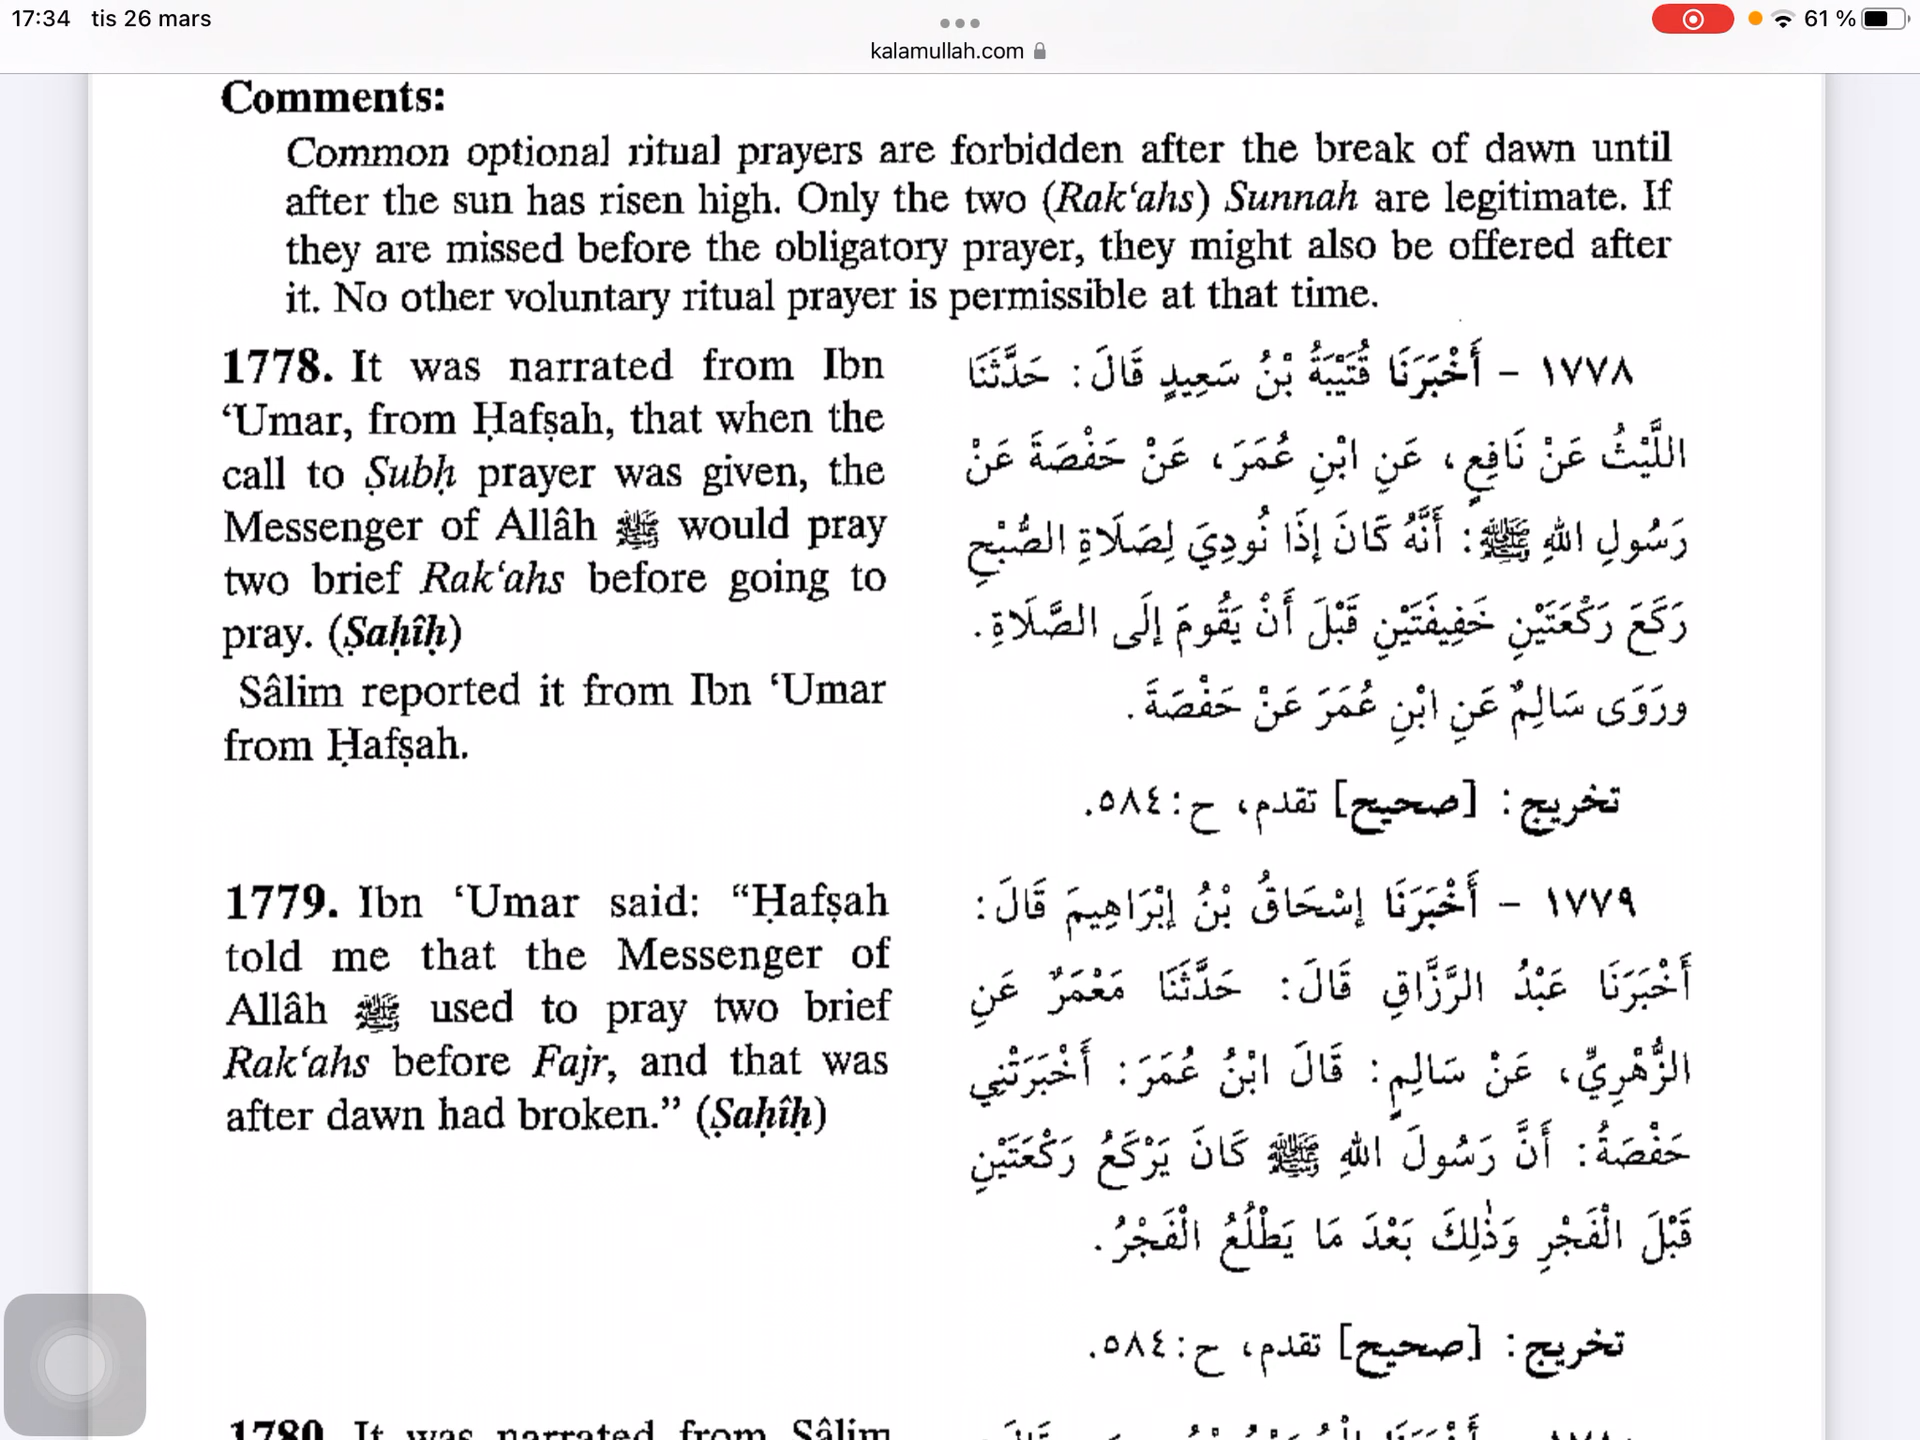 17:34 tis 26 mars
61 %
kalamullah.com
Comments:
Common optional ritual prayers are forbidden after the break of dawn until
after the sun has risen high. Only the two (Rak‘ahs) Sunnah are legitimate. If
they are missed before the obligatory prayer, they might also be offered after
it. No other voluntary ritual prayer is permissible at that time.
1778. It was narrated from Ibn
‘Umar, from Ḥafṣah, that when the
call to Ṣubḥ prayer was given, the
Messenger of Allâh ﷺ would pray
two brief Rak‘ahs before going to
pray. (Ṣaḥîḥ)
Sâlim reported it from Ibn ‘Umar
from Ḥafṣah.
١٧٧٨ - أَخْبَرَنَا قُتَيْبَةُ بْنُ سَعِيدٍ قَالَ: حَدَّثَنَا
اللَّيْثُ عَنْ نَافِعٍ، عَنِ ابْنِ عُمَرَ، عَنْ حَفْصَةَ عَنْ
رَسُولِ اللهِ ﷺ: أَنَّهُ كَانَ إِذَا نُودِيَ لِصَلَاةِ الصُّبْحِ
رَكَعَ رَكْعَتَيْنِ خَفِيفَتَيْنِ قَبْلَ أَنْ يَقُومَ إِلَى الصَّلَاةِ.
ورَوَى سَالِمٌ عَنِ ابْنِ عُمَرَ عَنْ حَفْصَةَ.
تخريج: [صحيح] تقدم، ح:٥٨٤.
1779. Ibn ‘Umar said: “Ḥafṣah
told me that the Messenger of
Allâh ﷺ used to pray two brief
Rak‘ahs before Fajr, and that was
after dawn had broken.” (Ṣaḥîḥ)
١٧٧٩ - أَخْبَرَنَا إِسْحَاقُ بْنُ إِبْرَاهِيمَ قَالَ:
أَخْبَرَنَا عَبْدُ الرَّزَّاقِ قَالَ: حَدَّثَنَا مَعْمَرٌ عَنِ
الزُّهْرِيِّ، عَنْ سَالِمٍ: قَالَ ابْنُ عُمَرَ: أَخْبَرَتْنِي
حَفْصَةُ: أَنَّ رَسُولَ اللهِ ﷺ كَانَ يَرْكَعُ رَكْعَتَيْنِ
قَبْلَ الْفَجْرِ وَذٰلِكَ بَعْدَ مَا يَطْلُعُ الْفَجْرُ.
تخريج: [صحيح] تقدم، ح:٥٨٤.
1780. It was narrated from Sâlim